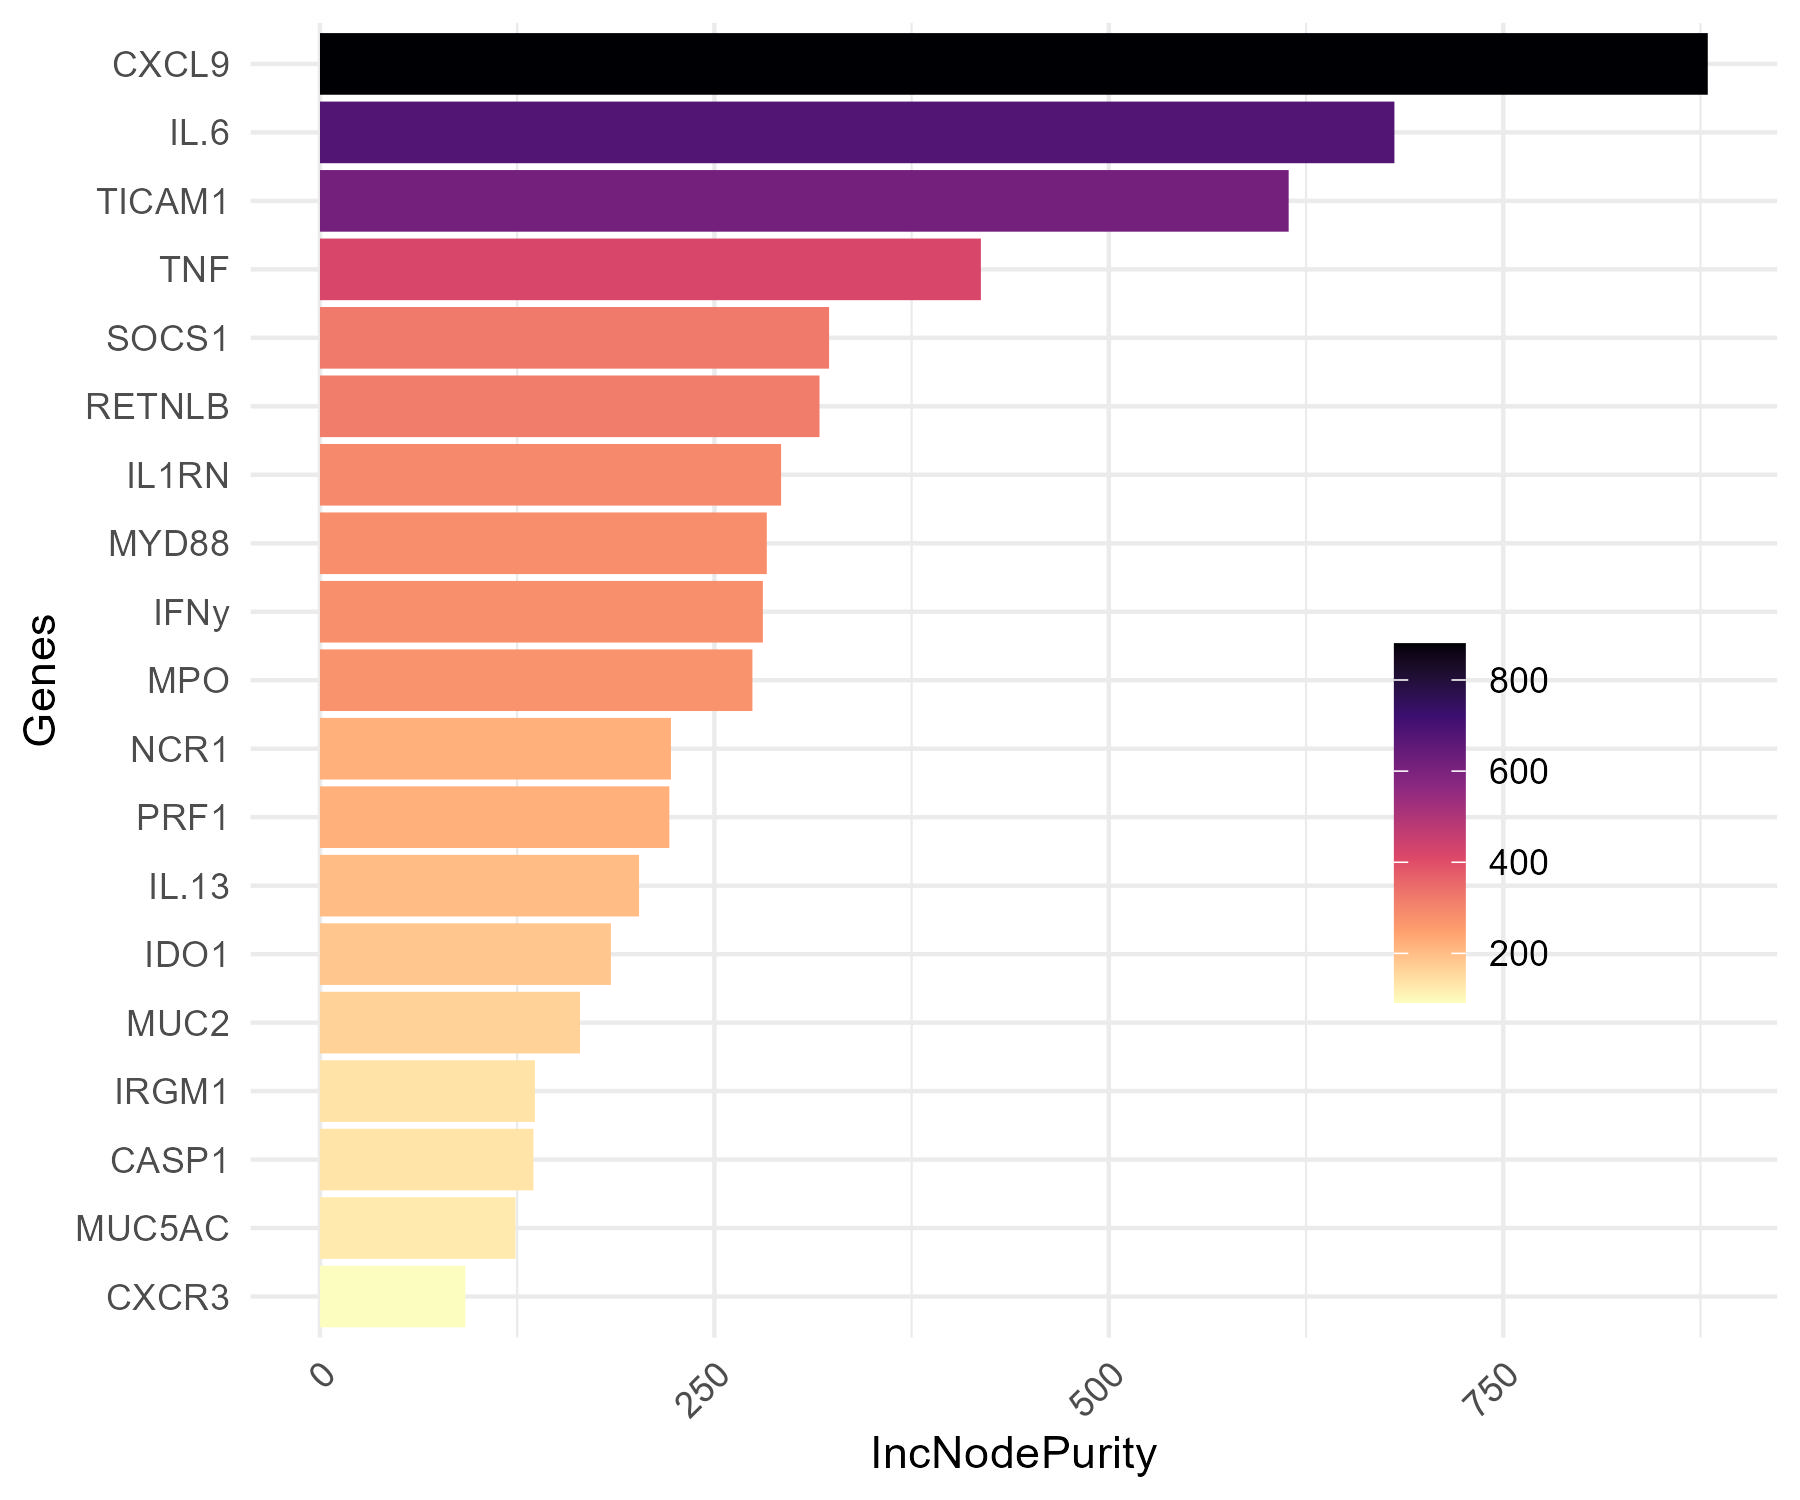 CXCL9
IL.6
TICAM1
TNF
SOCS1
RETNLB
IL1RN
MYD88
IFNy
MPO
NCR1
PRF1
IL.13
IDO1
MUC2
IRGM1
CASP1
MUC5AC
CXCR3
Genes
800
600
400
200
0
250
500
750
IncNodePurity